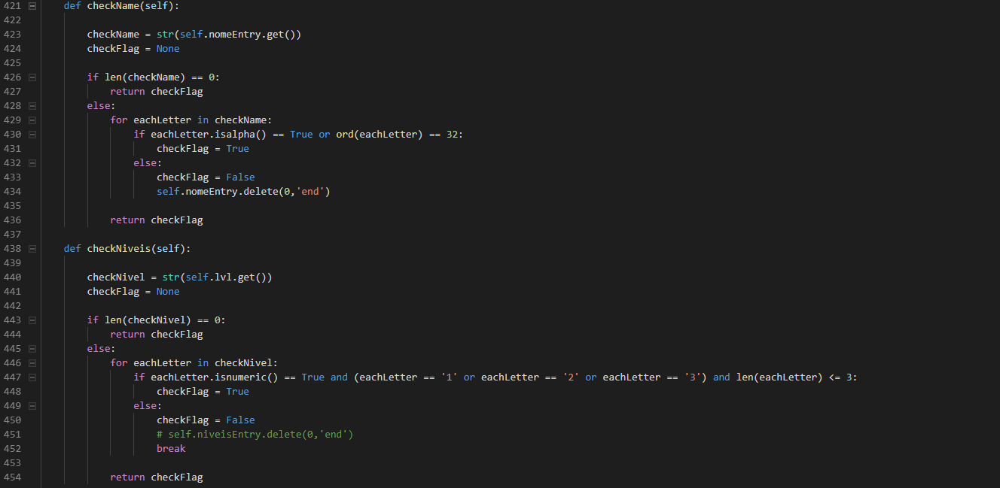 421 def checkName(self):
422
423 checkName = str(self.nomeEntry.get())
424 checkFlag = None
425
426 if len(checkName) == 0:
427 return checkFlag
428 else:
429 for eachLetter in checkName:
430 if eachLetter.isalpha() == True or ord(eachLetter) == 32:
431 checkFlag = True
432 else:
433 checkFlag = False
434 self.nomeEntry.delete(0,'end')
435
436 return checkFlag
437
438 def checkNiveis(self):
439
440 checkNivel = str(self.lvl.get())
441 checkFlag = None
442
443 if len(checkNivel) == 0:
444 return checkFlag
445 else:
446 for eachLetter in checkNivel:
447 if eachLetter.isnumeric() == True and (eachLetter == '1' or eachLetter == '2' or eachLetter == '3') and len(eachLetter) <= 3:
448 checkFlag = True
449 else:
450 checkFlag = False
451 # self.niveisEntry.delete(0,'end')
452 break
453
454 return checkFlag